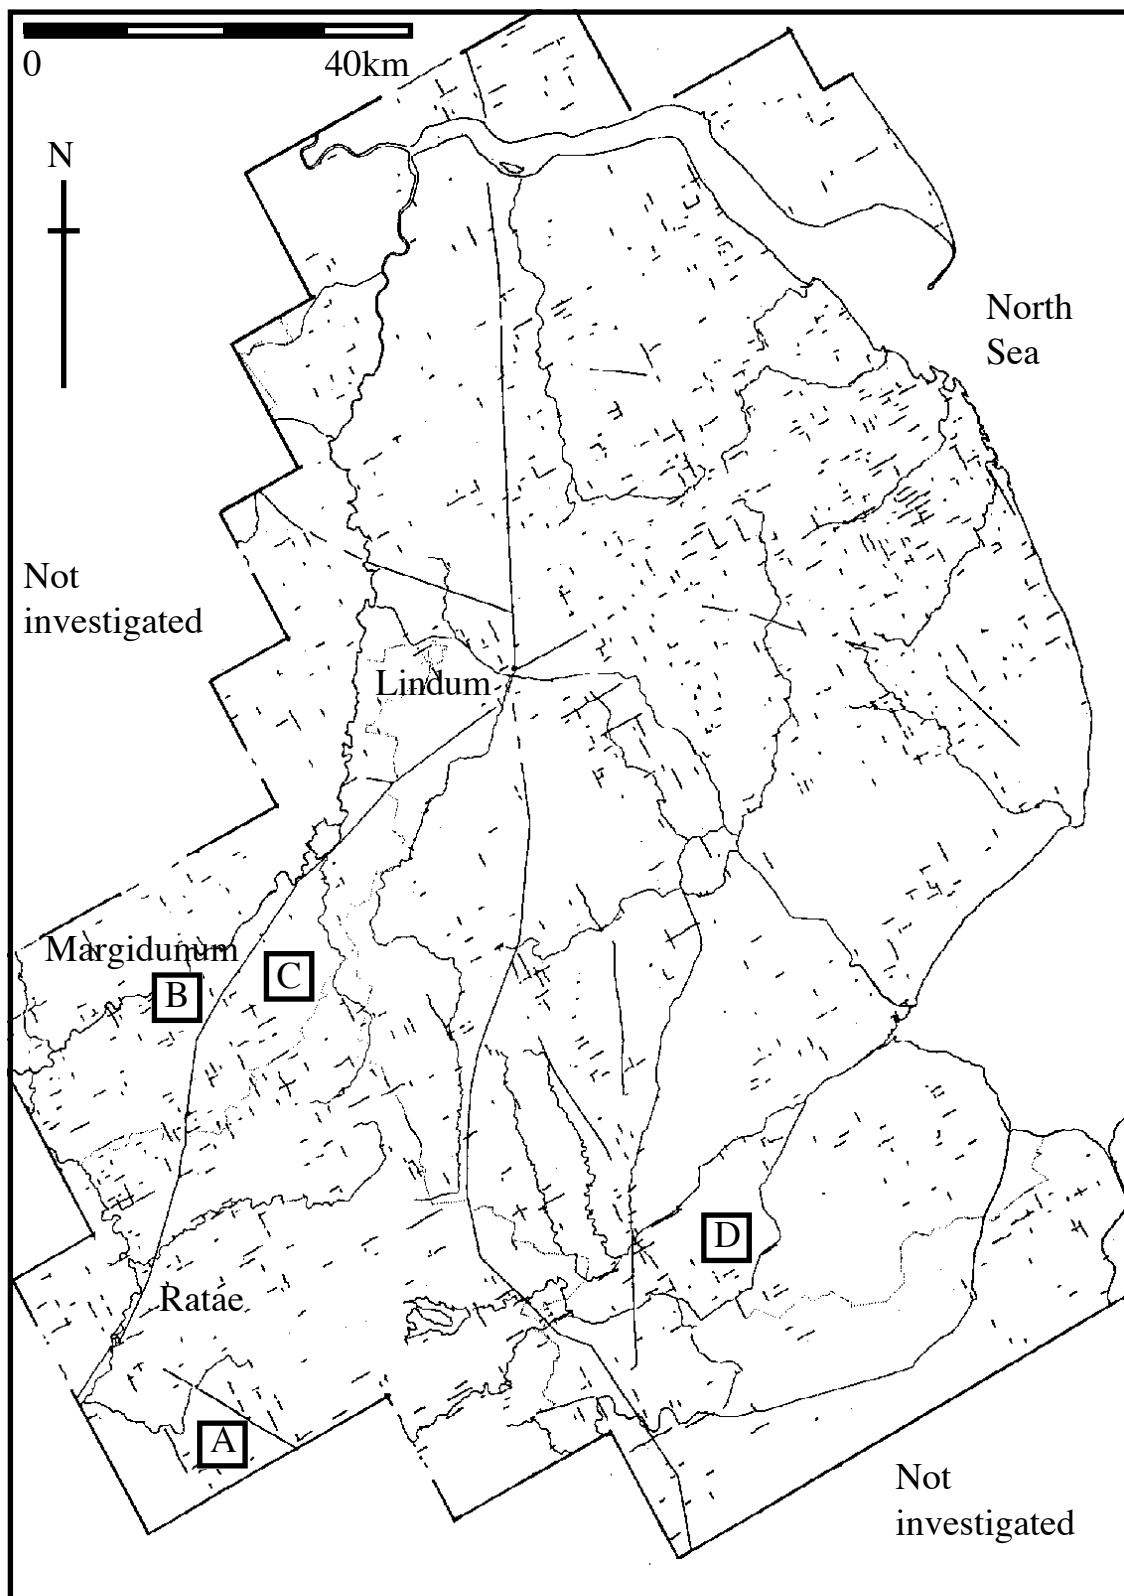 0 40km
N
North
Sea
Not
investigated
Lindum
Margidunum
B
C
D
Ratae
A
Not
investigated